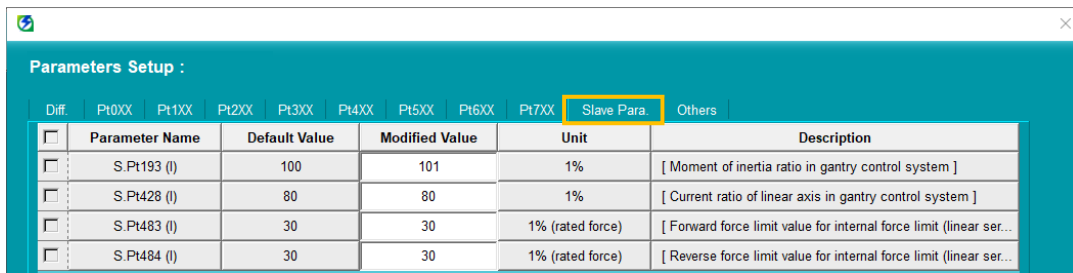 Parameters Setup :
Diff. Pt0XX Pt1XX Pt2XX Pt3XX Pt4XX Pt5XX Pt6XX Pt7XX Slave Para. Others
Parameter Name Default Value Modified Value Unit Description
S.Pt193 (I) 100 101 1% [ Moment of inertia ratio in gantry control system ]
S.Pt428 (I) 80 80 1% [ Current ratio of linear axis in gantry control system ]
S.Pt483 (I) 30 30 1% (rated force) [ Forward force limit value for internal force limit (linear ser...
S.Pt484 (I) 30 30 1% (rated force) [ Reverse force limit value for internal force limit (linear ser...